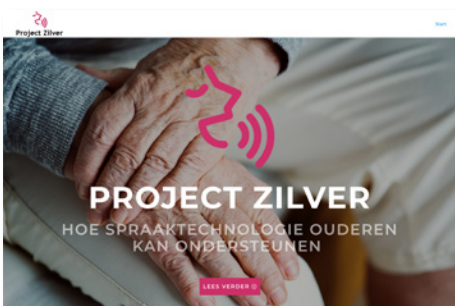 Project Zilver
Start
PROJECT ZILVER
HOE SPRAAKTECHNOLOGIE OUDEREN
KAN ONDERSTEUNEN
LEES VERDER